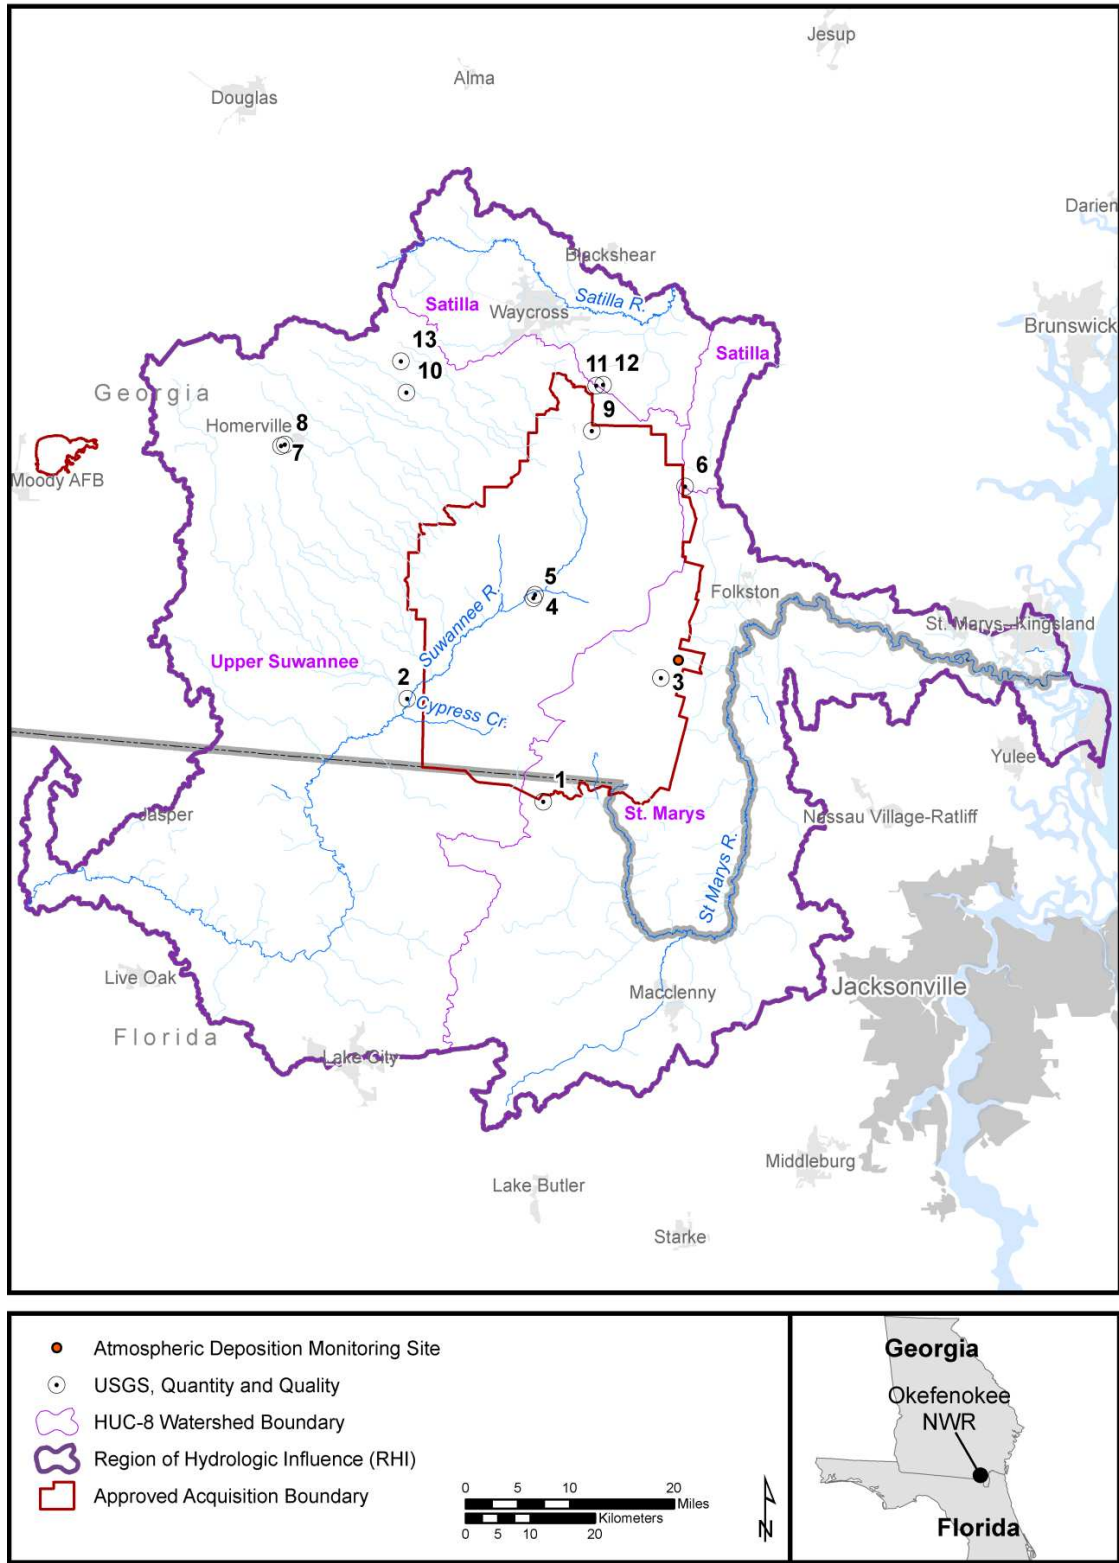 Jesup
Alma
Douglas
Darien
Blackshear
Satilla R.
Satilla
Waycross
Brunswick
Satilla
13
11 12
10
Georgia
9
Homerville 8
7
6
Moody AFB
5
Folkston
4
St. Marys-Kingsland
Suwannee R.
Upper Suwannee
2
3
Cypress Cr.
Yulee
1
Jasper
St. Marys
Nassau Village-Ratliff
St Marys R.
Live Oak
Macclenny
Jacksonville
Florida
Lake City
Middleburg
Lake Butler
Starke
Atmospheric Deposition Monitoring Site
USGS, Quantity and Quality
HUC-8 Watershed Boundary
Region of Hydrologic Influence (RHI)
Approved Acquisition Boundary
0 5 10 20
Miles
Kilometers
0 5 10 20
N
Georgia
Okefenokee
NWR
Florida